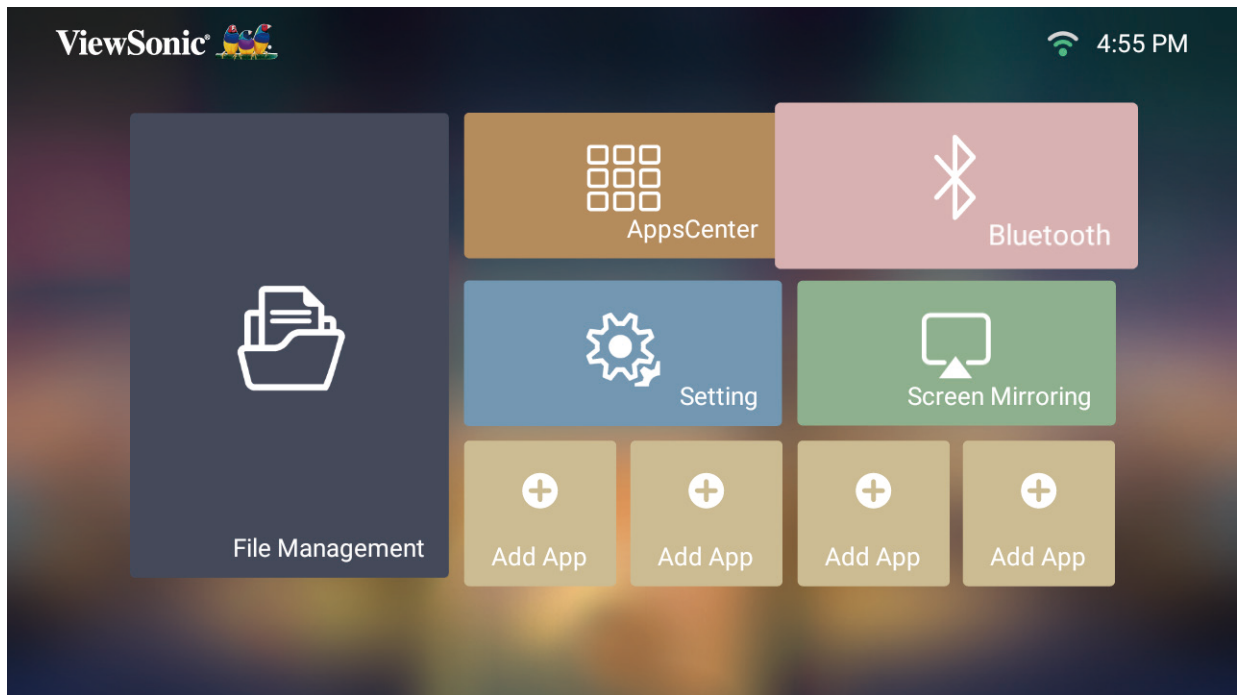 ViewSonic®
4:55 PM
AppsCenter
Bluetooth
Setting
Screen Mirroring
File Management
Add App
Add App
Add App
Add App